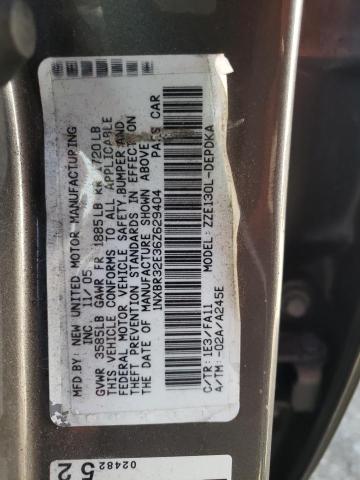 MFD. BY: NEW UNITED MOTOR MANUFACTURING
INC. 11/05
GVWR 3585LB GAWR FR 1885LB RR 1720LB
THIS VEHICLE CONFORMS TO ALL APPLICABLE
FEDERAL MOTOR VEHICLE SAFETY, BUMPER AND
THEFT PREVENTION STANDARDS IN EFFECT ON
THE DATE OF MANUFACTURE SHOWN ABOVE.
1NXBR32E36Z629404 PASS CAR
C/TR: 1E3/FA11 ZZE130L-DEPDKA
A/TM: -02A/A245E
02482
52